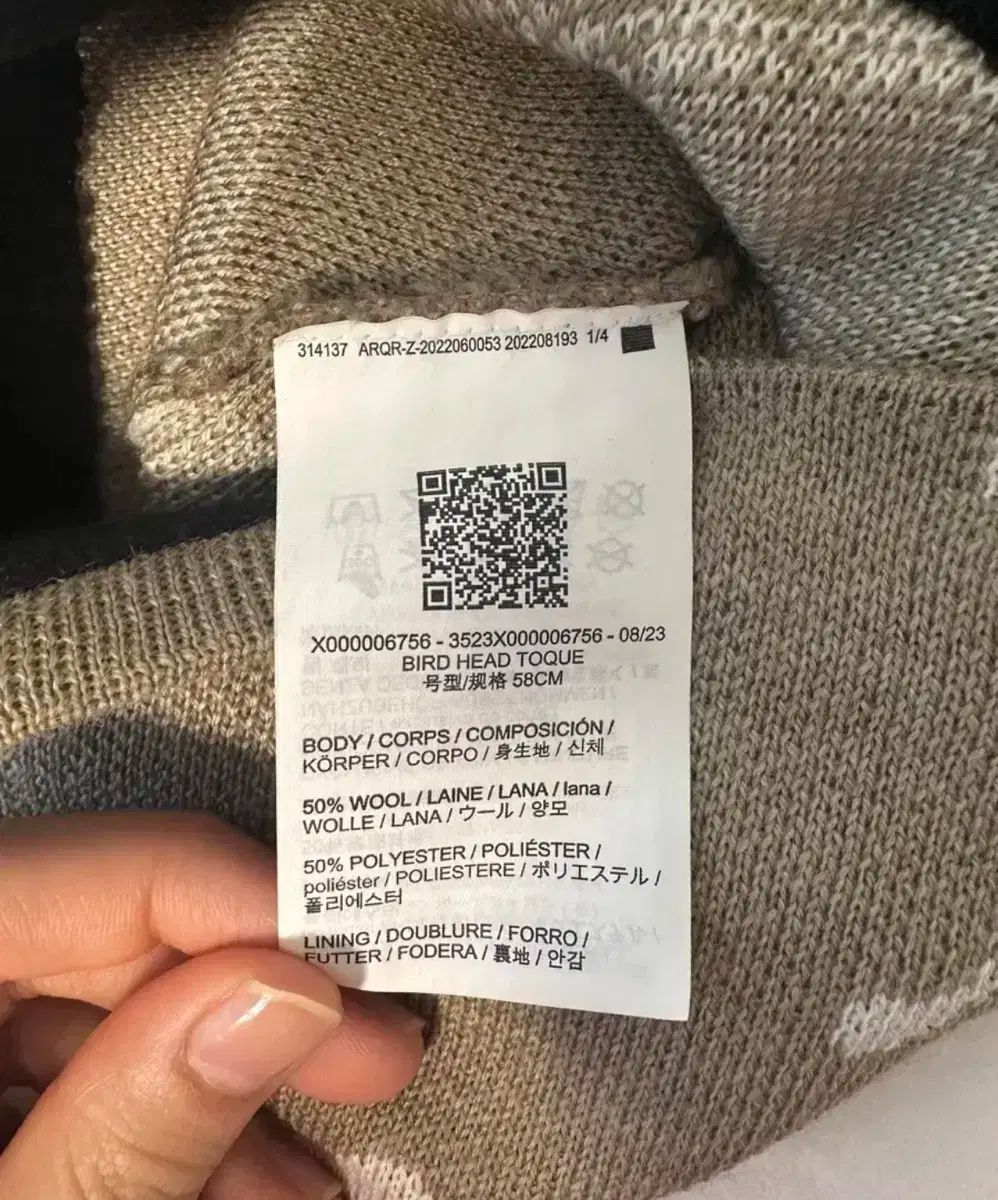 314137 ARQR-Z-2022060053 202208193 1/4
X000006756 - 3523X000006756 - 08/23
BIRD HEAD TOQUE
号型/规格 58CM
BODY / CORPS / COMPOSICIÓN /
KÖRPER / CORPO / 身生地 / 신체
50% WOOL / LAINE / LANA / lana /
WOLLE / LANA / ウール / 양모
50% POLYESTER / POLIÉSTER /
poliéster / POLIESTERE / ポリエステル /
폴리에스터
LINING / DOUBLURE / FORRO /
FUTTER / FODERA / 裏地 / 안감